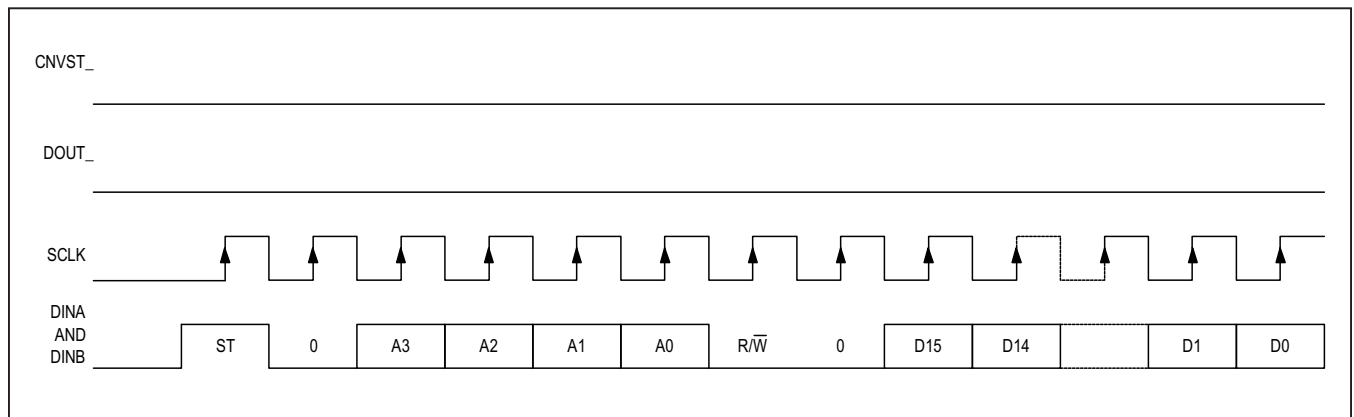 CNVST_
DOUT_
SCLK
DINA
AND
DINB
ST 0 A3 A2 A1 A0 R/W̅ 0 D15 D14 D1 D0